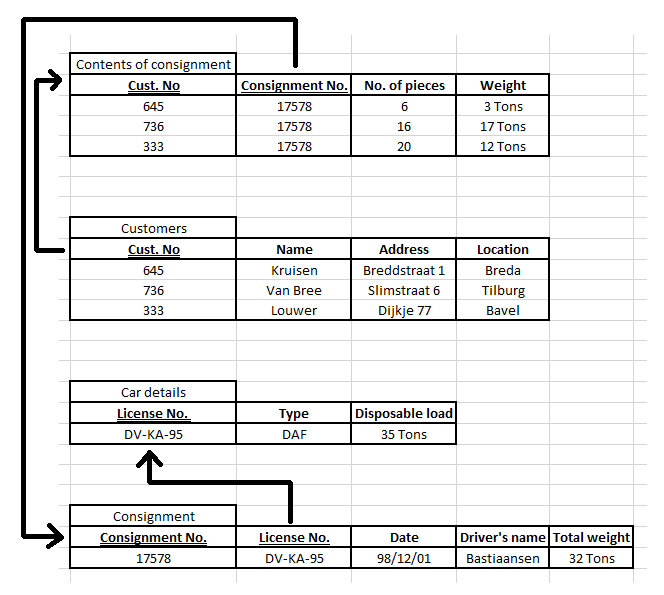 Contents of consignment
Cust. No Consignment No. No. of pieces Weight
645 17578 6 3 Tons
736 17578 16 17 Tons
333 17578 20 12 Tons
Customers
Cust. No Name Address Location
645 Kruisen Breddstraat 1 Breda
736 Van Bree Slimstraat 6 Tilburg
333 Louwer Dijkje 77 Bavel
Car details
License No. Type Disposable load
DV-KA-95 DAF 35 Tons
Consignment
Consignment No. License No. Date Driver's name Total weight
17578 DV-KA-95 98/12/01 Bastiaansen 32 Tons